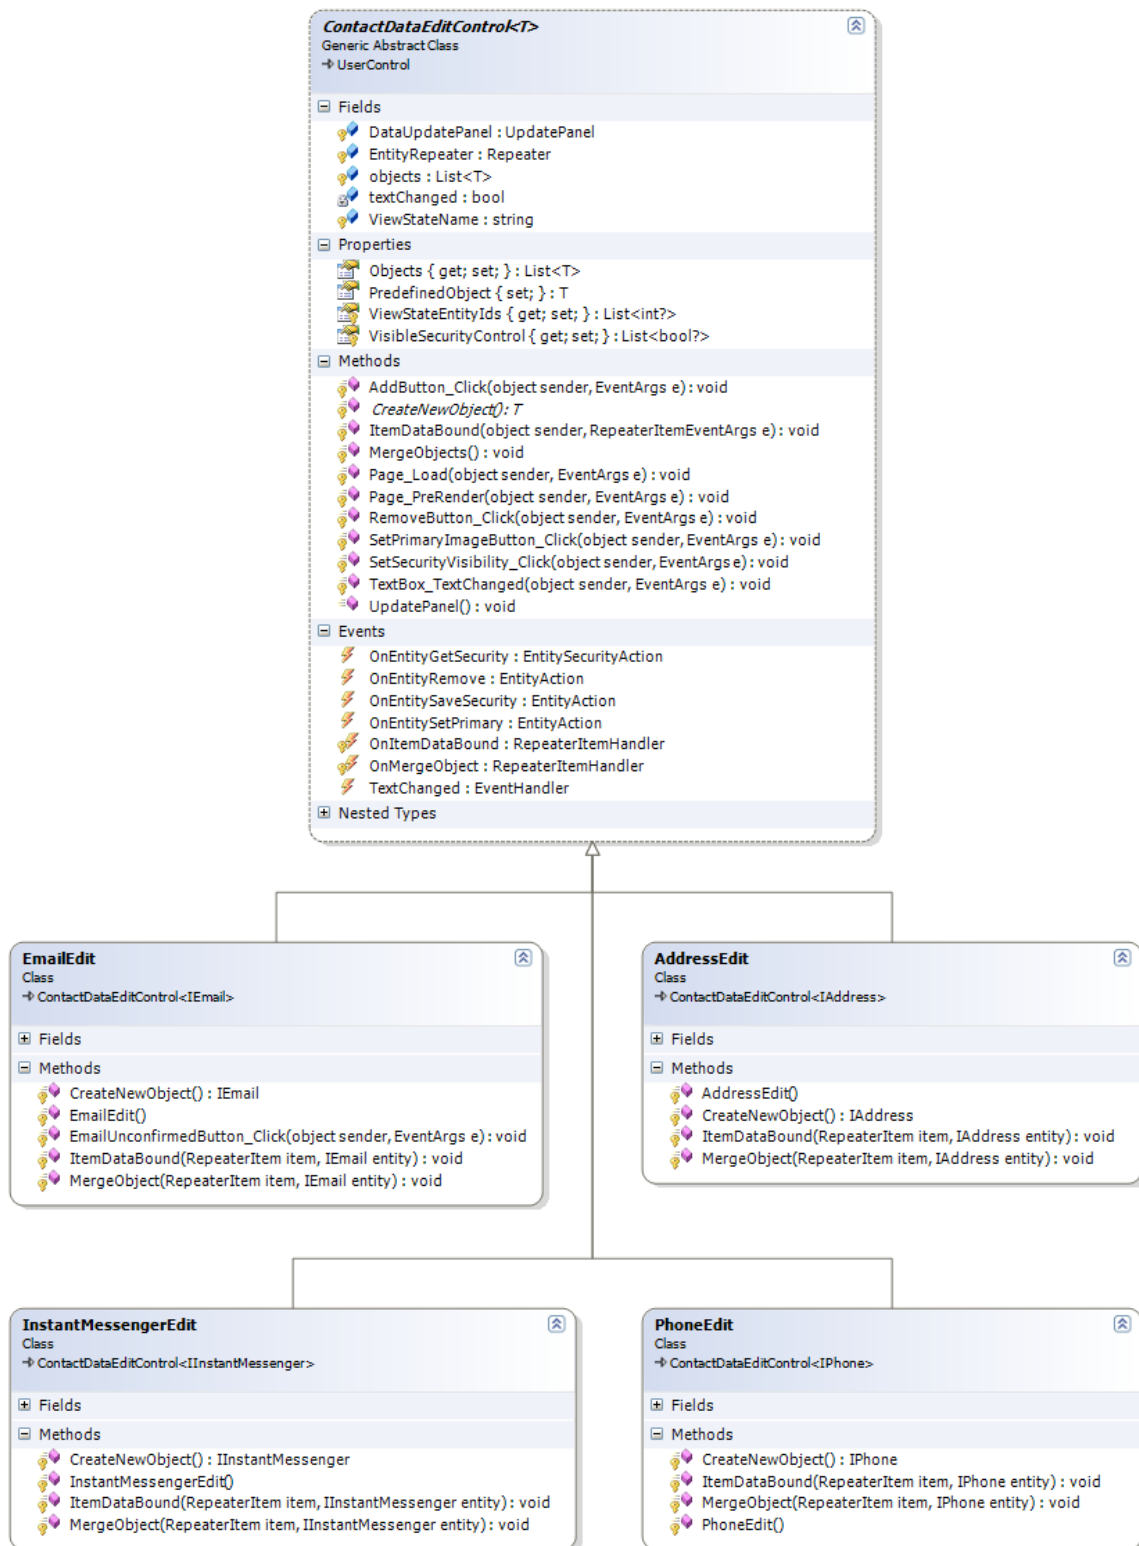 ContactDataEditControl<T>
Generic Abstract Class
UserControl
Fields
DataUpdatePanel : UpdatePanel
EntityRepeater : Repeater
objects : List<T>
textChanged : bool
ViewStateName : string
Properties
Objects { get; set; } : List<T>
PredefinedObject { set; } : T
ViewStateEntityIds { get; set; } : List<int?>
VisibleSecurityControl { get; set; } : List<bool?>
Methods
AddButton_Click(object sender, EventArgs e) : void
CreateNewObject() : T
ItemDataBound(object sender, RepeaterItemEventArgs e) : void
MergeObjects() : void
Page_Load(object sender, EventArgs e) : void
Page_PreRender(object sender, EventArgs e) : void
RemoveButton_Click(object sender, EventArgs e) : void
SetPrimaryImageButton_Click(object sender, EventArgs e) : void
SetSecurityVisibility_Click(object sender, EventArgs e) : void
TextBox_TextChanged(object sender, EventArgs e) : void
UpdatePanel() : void
Events
OnEntityGetSecurity : EntitySecurityAction
OnEntityRemove : EntityAction
OnEntitySaveSecurity : EntityAction
OnEntitySetPrimary : EntityAction
OnItemDataBound : RepeaterItemHandler
OnMergeObject : RepeaterItemHandler
TextChanged : EventHandler
Nested Types
EmailEdit
Class
ContactDataEditControl<IEmail>
Fields
Methods
CreateNewObject() : IEmail
EmailEdit()
EmailUnconfirmedButton_Click(object sender, EventArgs e) : void
ItemDataBound(RepeaterItem item, IEmail entity) : void
MergeObject(RepeaterItem item, IEmail entity) : void
AddressEdit
Class
ContactDataEditControl<IAddress>
Fields
Methods
AddressEdit()
CreateNewObject() : IAddress
ItemDataBound(RepeaterItem item, IAddress entity) : void
MergeObject(RepeaterItem item, IAddress entity) : void
InstantMessengerEdit
Class
ContactDataEditControl<IInstantMessenger>
Fields
Methods
CreateNewObject() : IInstantMessenger
InstantMessengerEdit()
ItemDataBound(RepeaterItem item, IInstantMessenger entity) : void
MergeObject(RepeaterItem item, IInstantMessenger entity) : void
PhoneEdit
Class
ContactDataEditControl<IPhone>
Fields
Methods
CreateNewObject() : IPhone
ItemDataBound(RepeaterItem item, IPhone entity) : void
MergeObject(RepeaterItem item, IPhone entity) : void
PhoneEdit()